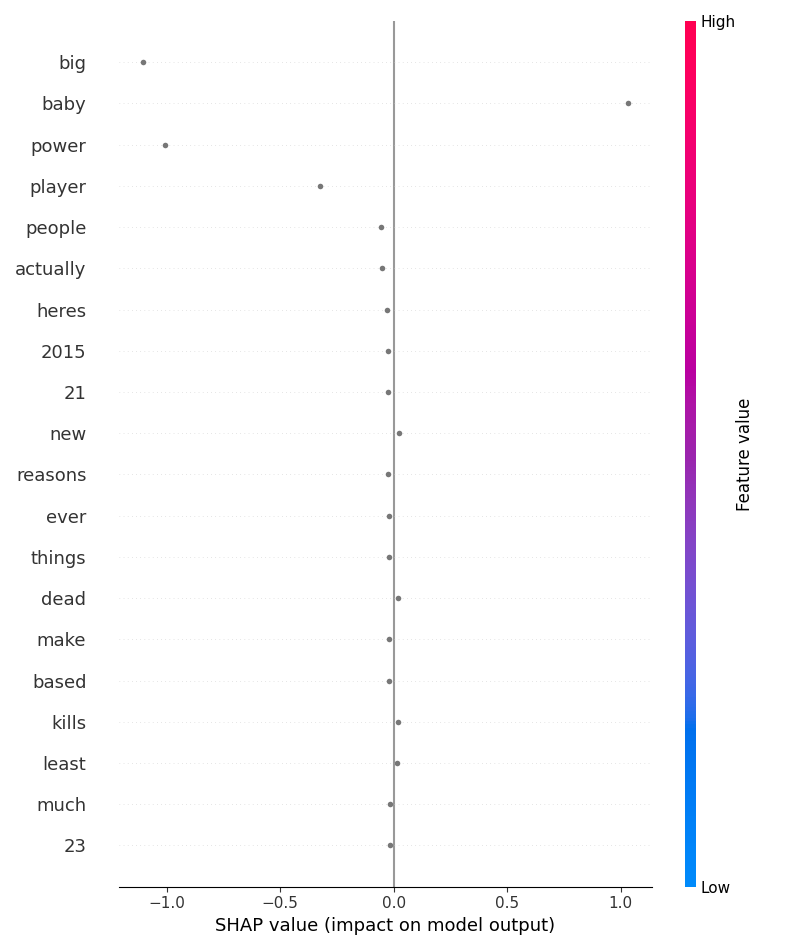 High
big
baby
power
player
people
actually
heres
2015
21
new
reasons
ever
things
dead
make
based
kills
least
much
23
Feature value
Low
−1.0 −0.5 0.0 0.5 1.0
SHAP value (impact on model output)